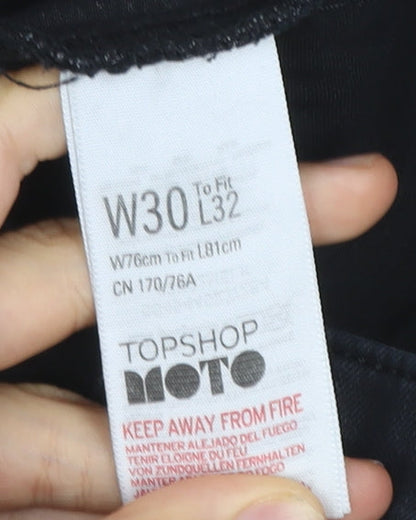 W30 To Fit L32
W76cm To Fit L81cm
CN 170/76A
TOPSHOP
MOTO
KEEP AWAY FROM FIRE
MANTENER ALEJADO DEL FUEGO
TENIR ELOIGNE DU FEU
VON ZUNDQUELLEN FERNHALTEN